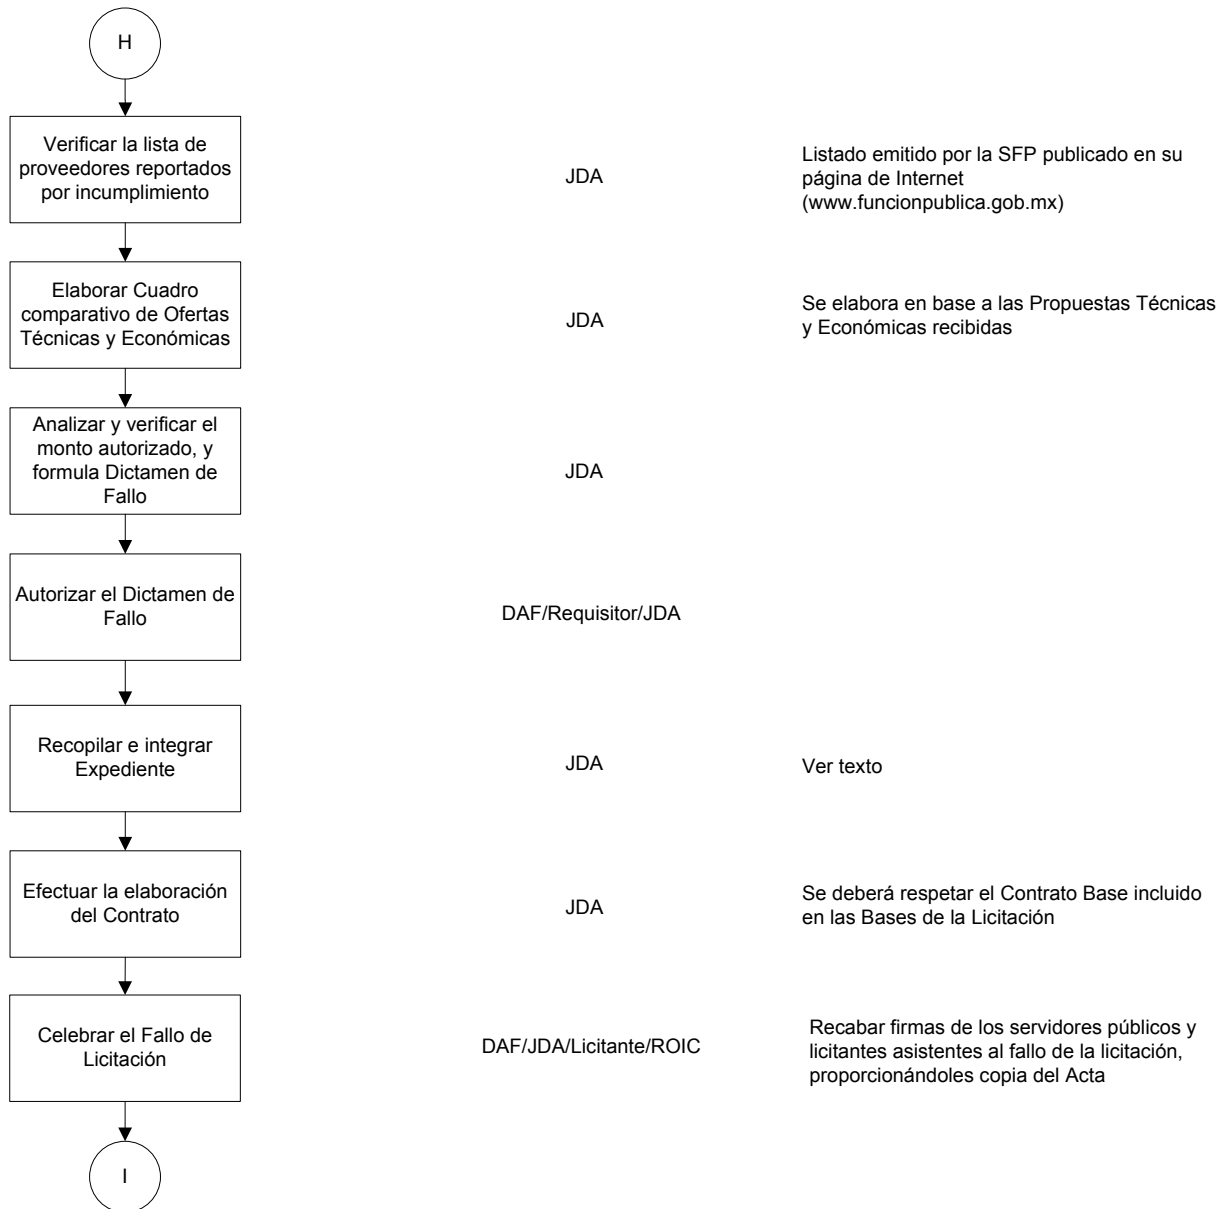 H
Verificar la lista de
proveedores reportados
por incumplimiento
JDA
Listado emitido por la SFP publicado en su
página de Internet
(www.funcionpublica.gob.mx)
Elaborar Cuadro
comparativo de Ofertas
Técnicas y Económicas
JDA
Se elabora en base a las Propuestas Técnicas
y Económicas recibidas
Analizar y verificar el
monto autorizado, y
formula Dictamen de
Fallo
JDA
Autorizar el Dictamen de
Fallo
DAF/Requisitor/JDA
Recopilar e integrar
Expediente
JDA
Ver texto
Efectuar la elaboración
del Contrato
JDA
Se deberá respetar el Contrato Base incluido
en las Bases de la Licitación
Celebrar el Fallo de
Licitación
DAF/JDA/Licitante/ROIC
Recabar firmas de los servidores públicos y
licitantes asistentes al fallo de la licitación,
proporcionándoles copia del Acta
I